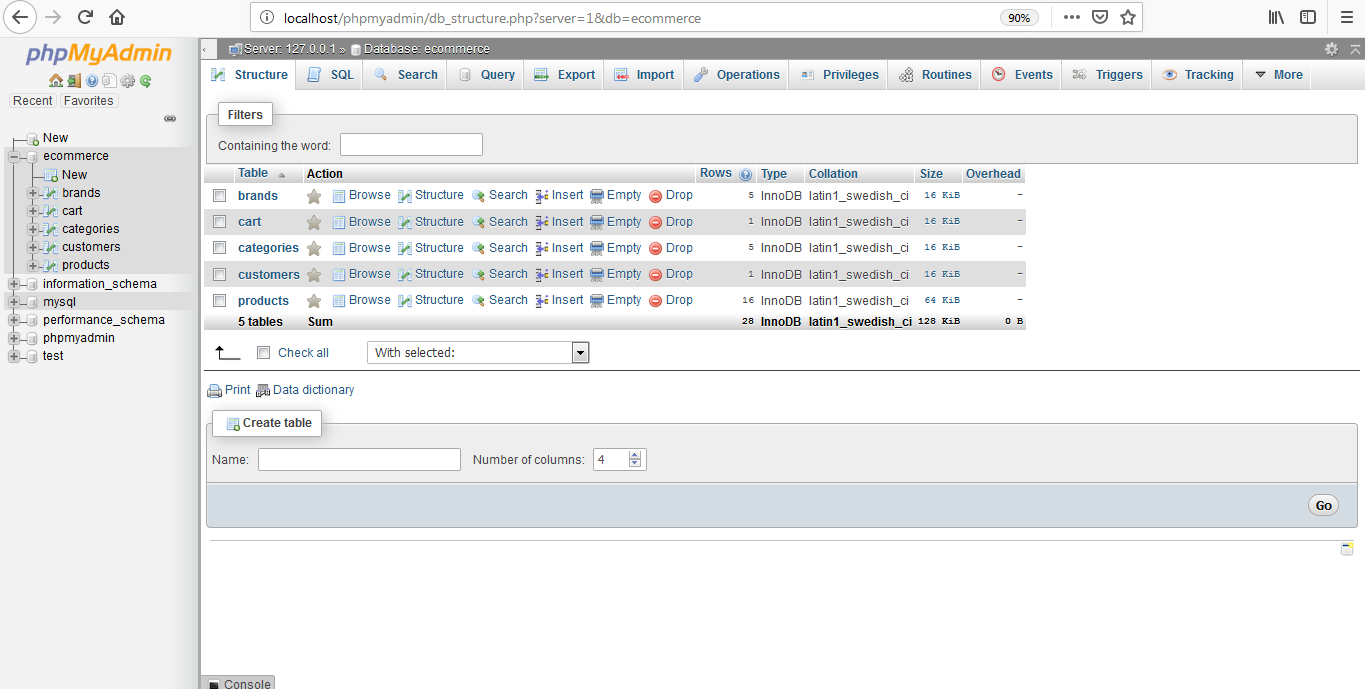 localhost/phpmyadmin/db_structure.php?server=1&db=ecommerce 90%
phpMyAdmin
Recent Favorites
New
ecommerce
New
brands
cart
categories
customers
products
information_schema
mysql
performance_schema
phpmyadmin
test
Server: 127.0.0.1 » Database: ecommerce
Structure SQL Search Query Export Import Operations Privileges Routines Events Triggers Tracking More
Filters
Containing the word:
Table Action Rows Type Collation Size Overhead
brands Browse Structure Search Insert Empty Drop 5 InnoDB latin1_swedish_ci 16 KiB -
cart Browse Structure Search Insert Empty Drop 1 InnoDB latin1_swedish_ci 16 KiB -
categories Browse Structure Search Insert Empty Drop 5 InnoDB latin1_swedish_ci 16 KiB -
customers Browse Structure Search Insert Empty Drop 1 InnoDB latin1_swedish_ci 16 KiB -
products Browse Structure Search Insert Empty Drop 16 InnoDB latin1_swedish_ci 64 KiB -
5 tables Sum 28 InnoDB latin1_swedish_ci 128 KiB 0 B
Check all With selected:
Print Data dictionary
Create table
Name: Number of columns: 4
Go
Console